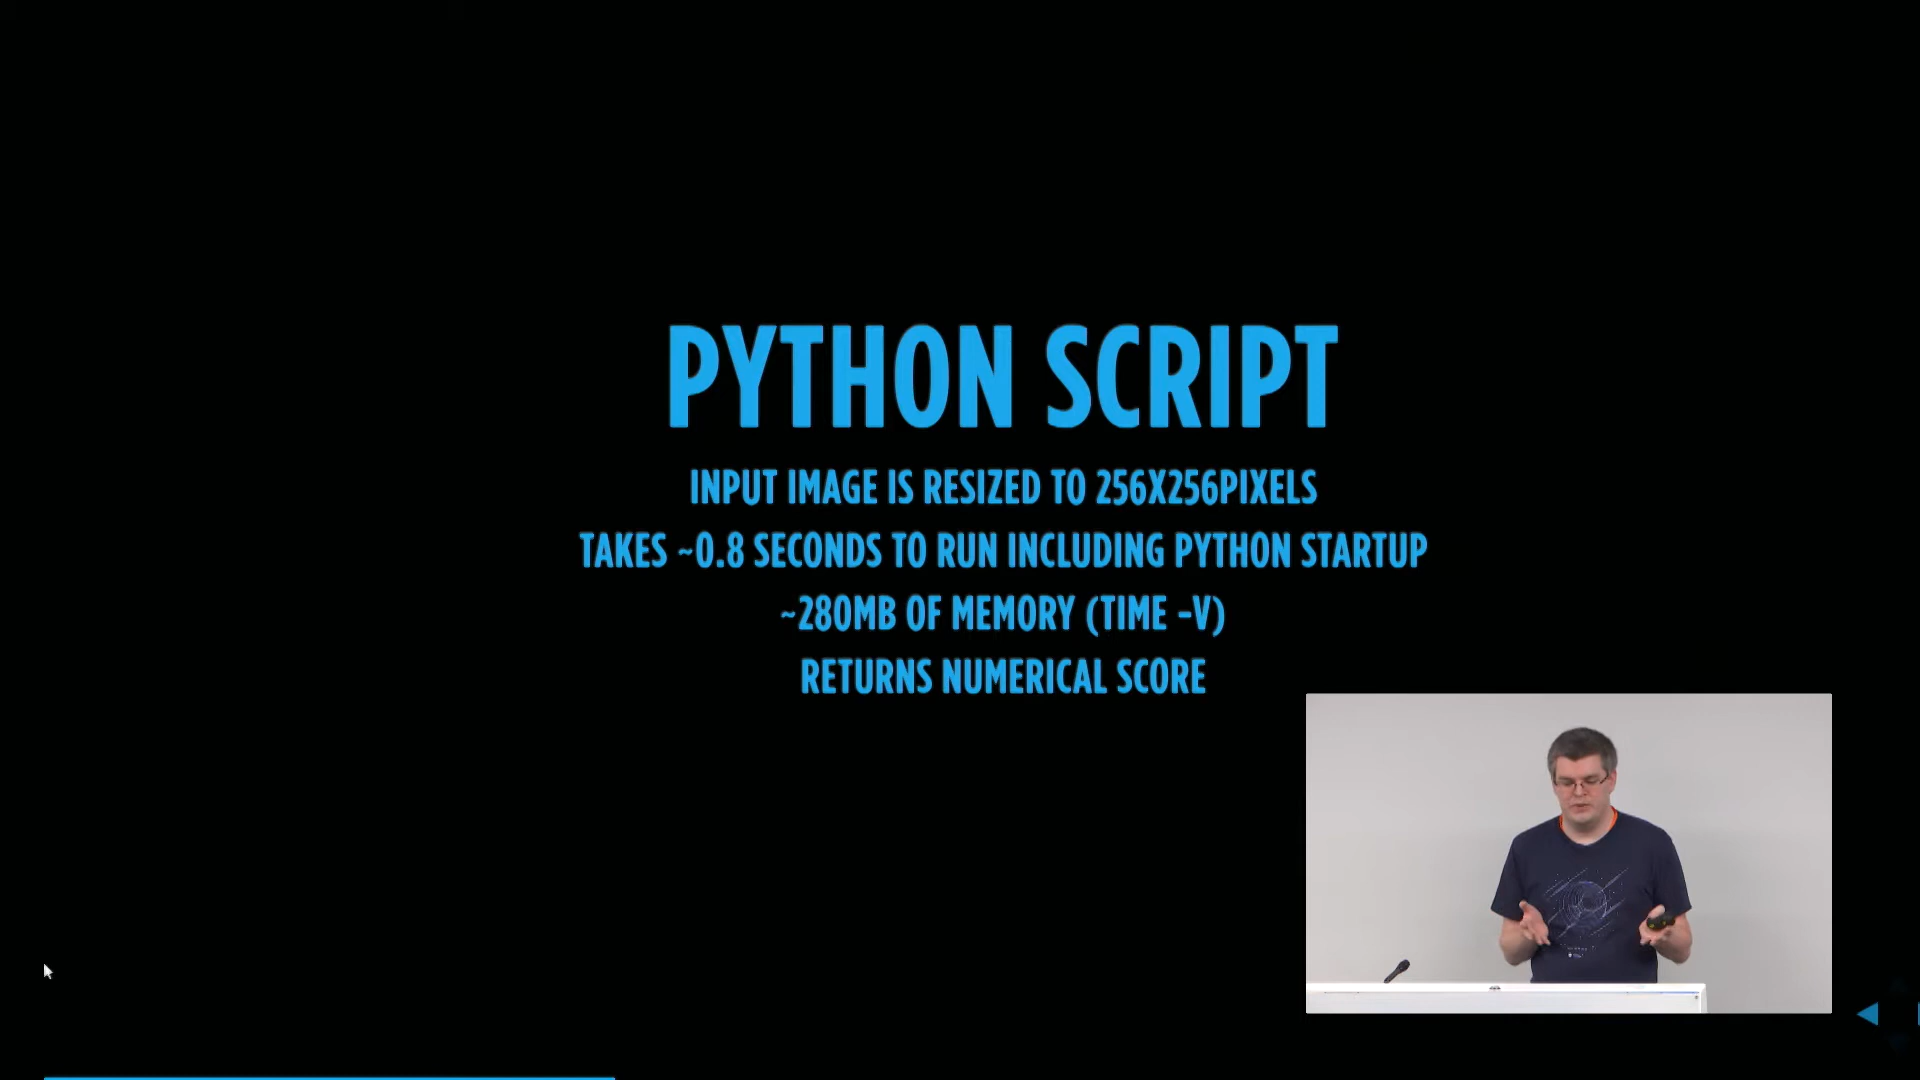 PYTHON SCRIPT
INPUT IMAGE IS RESIZED TO 256X256PIXELS
TAKES ~0.8 SECONDS TO RUN INCLUDING PYTHON STARTUP
~280MB OF MEMORY (TIME -V)
RETURNS NUMERICAL SCORE